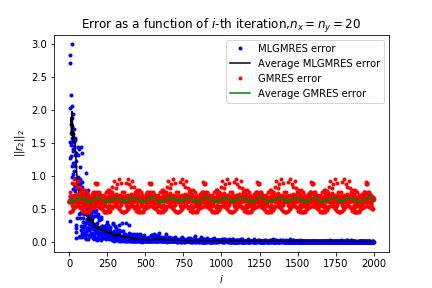 Error as a function of i-th iteration,n_x = n_y = 20
MLGMRES error
Average MLGMRES error
GMRES error
Average GMRES error
||r_2||_2
3.0
2.5
2.0
1.5
1.0
0.5
0.0
0 250 500 750 1000 1250 1500 1750 2000
i